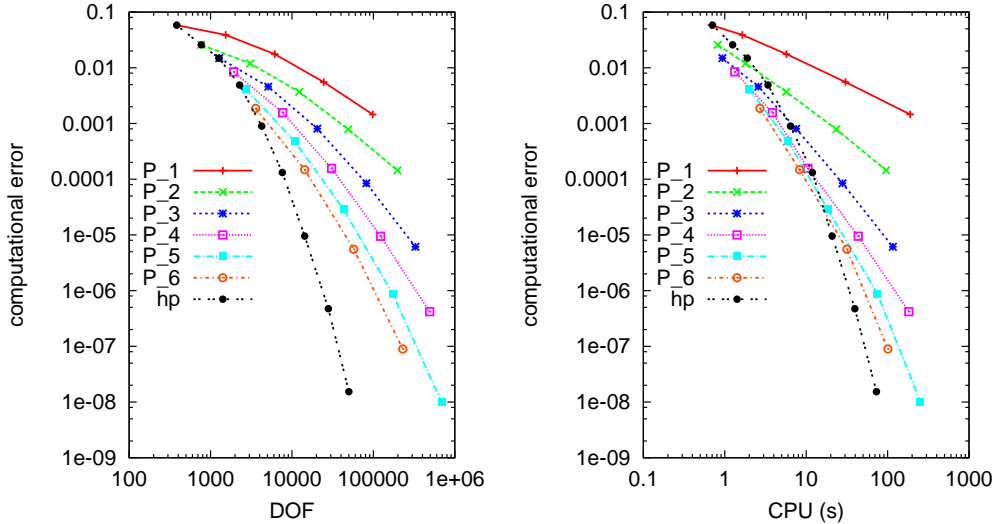 1
0.1
0.01
0.001
0.0001
1e-05
1e-06
1e-07
1e-08
1e-09
computational error
P_1
P_2
P_3
P_4
P_5
P_6
hp
100
1000
10000
100000
1e+06
DOF
1
0.1
0.01
0.001
0.0001
1e-05
1e-06
1e-07
1e-08
1e-09
computational error
P_1
P_2
P_3
P_4
P_5
P_6
hp
0.1
1
10
100
1000
CPU (s)